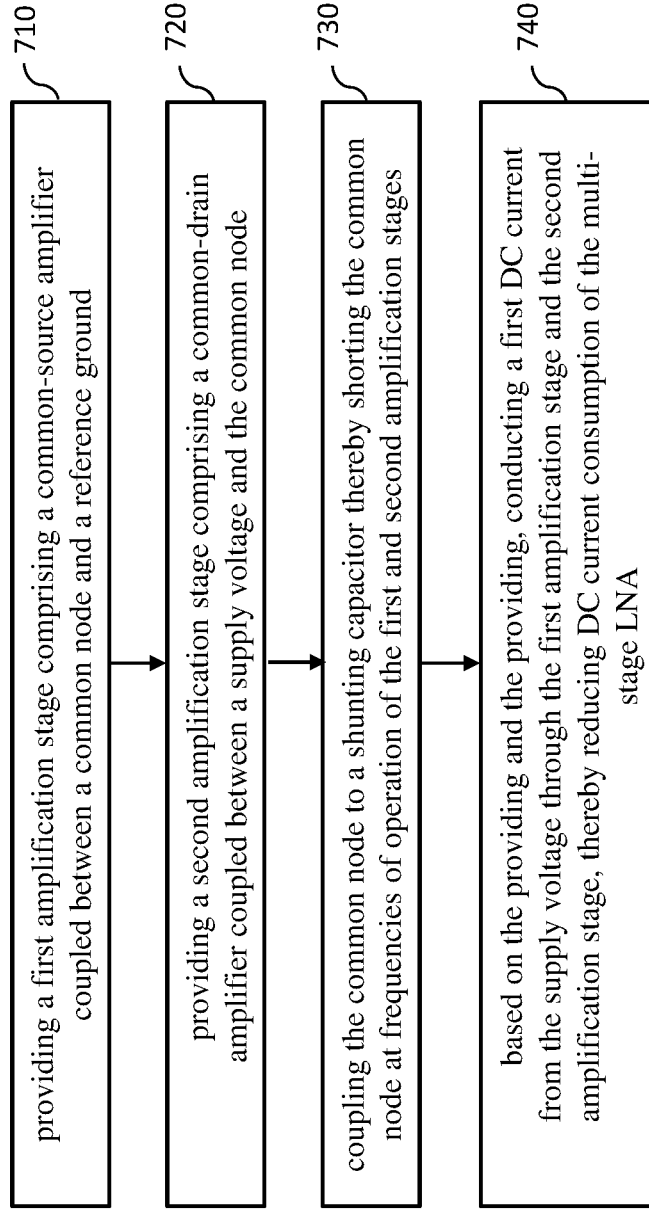 710
providing a first amplification stage comprising a common-source amplifier
coupled between a common node and a reference ground
720
providing a second amplification stage comprising a common-drain
amplifier coupled between a supply voltage and the common node
730
coupling the common node to a shunting capacitor thereby shorting the common
node at frequencies of operation of the first and second amplification stages
740
based on the providing and the providing, conducting a first DC current
from the supply voltage through the first amplification stage and the second
amplification stage, thereby reducing DC current consumption of the multi-
stage LNA